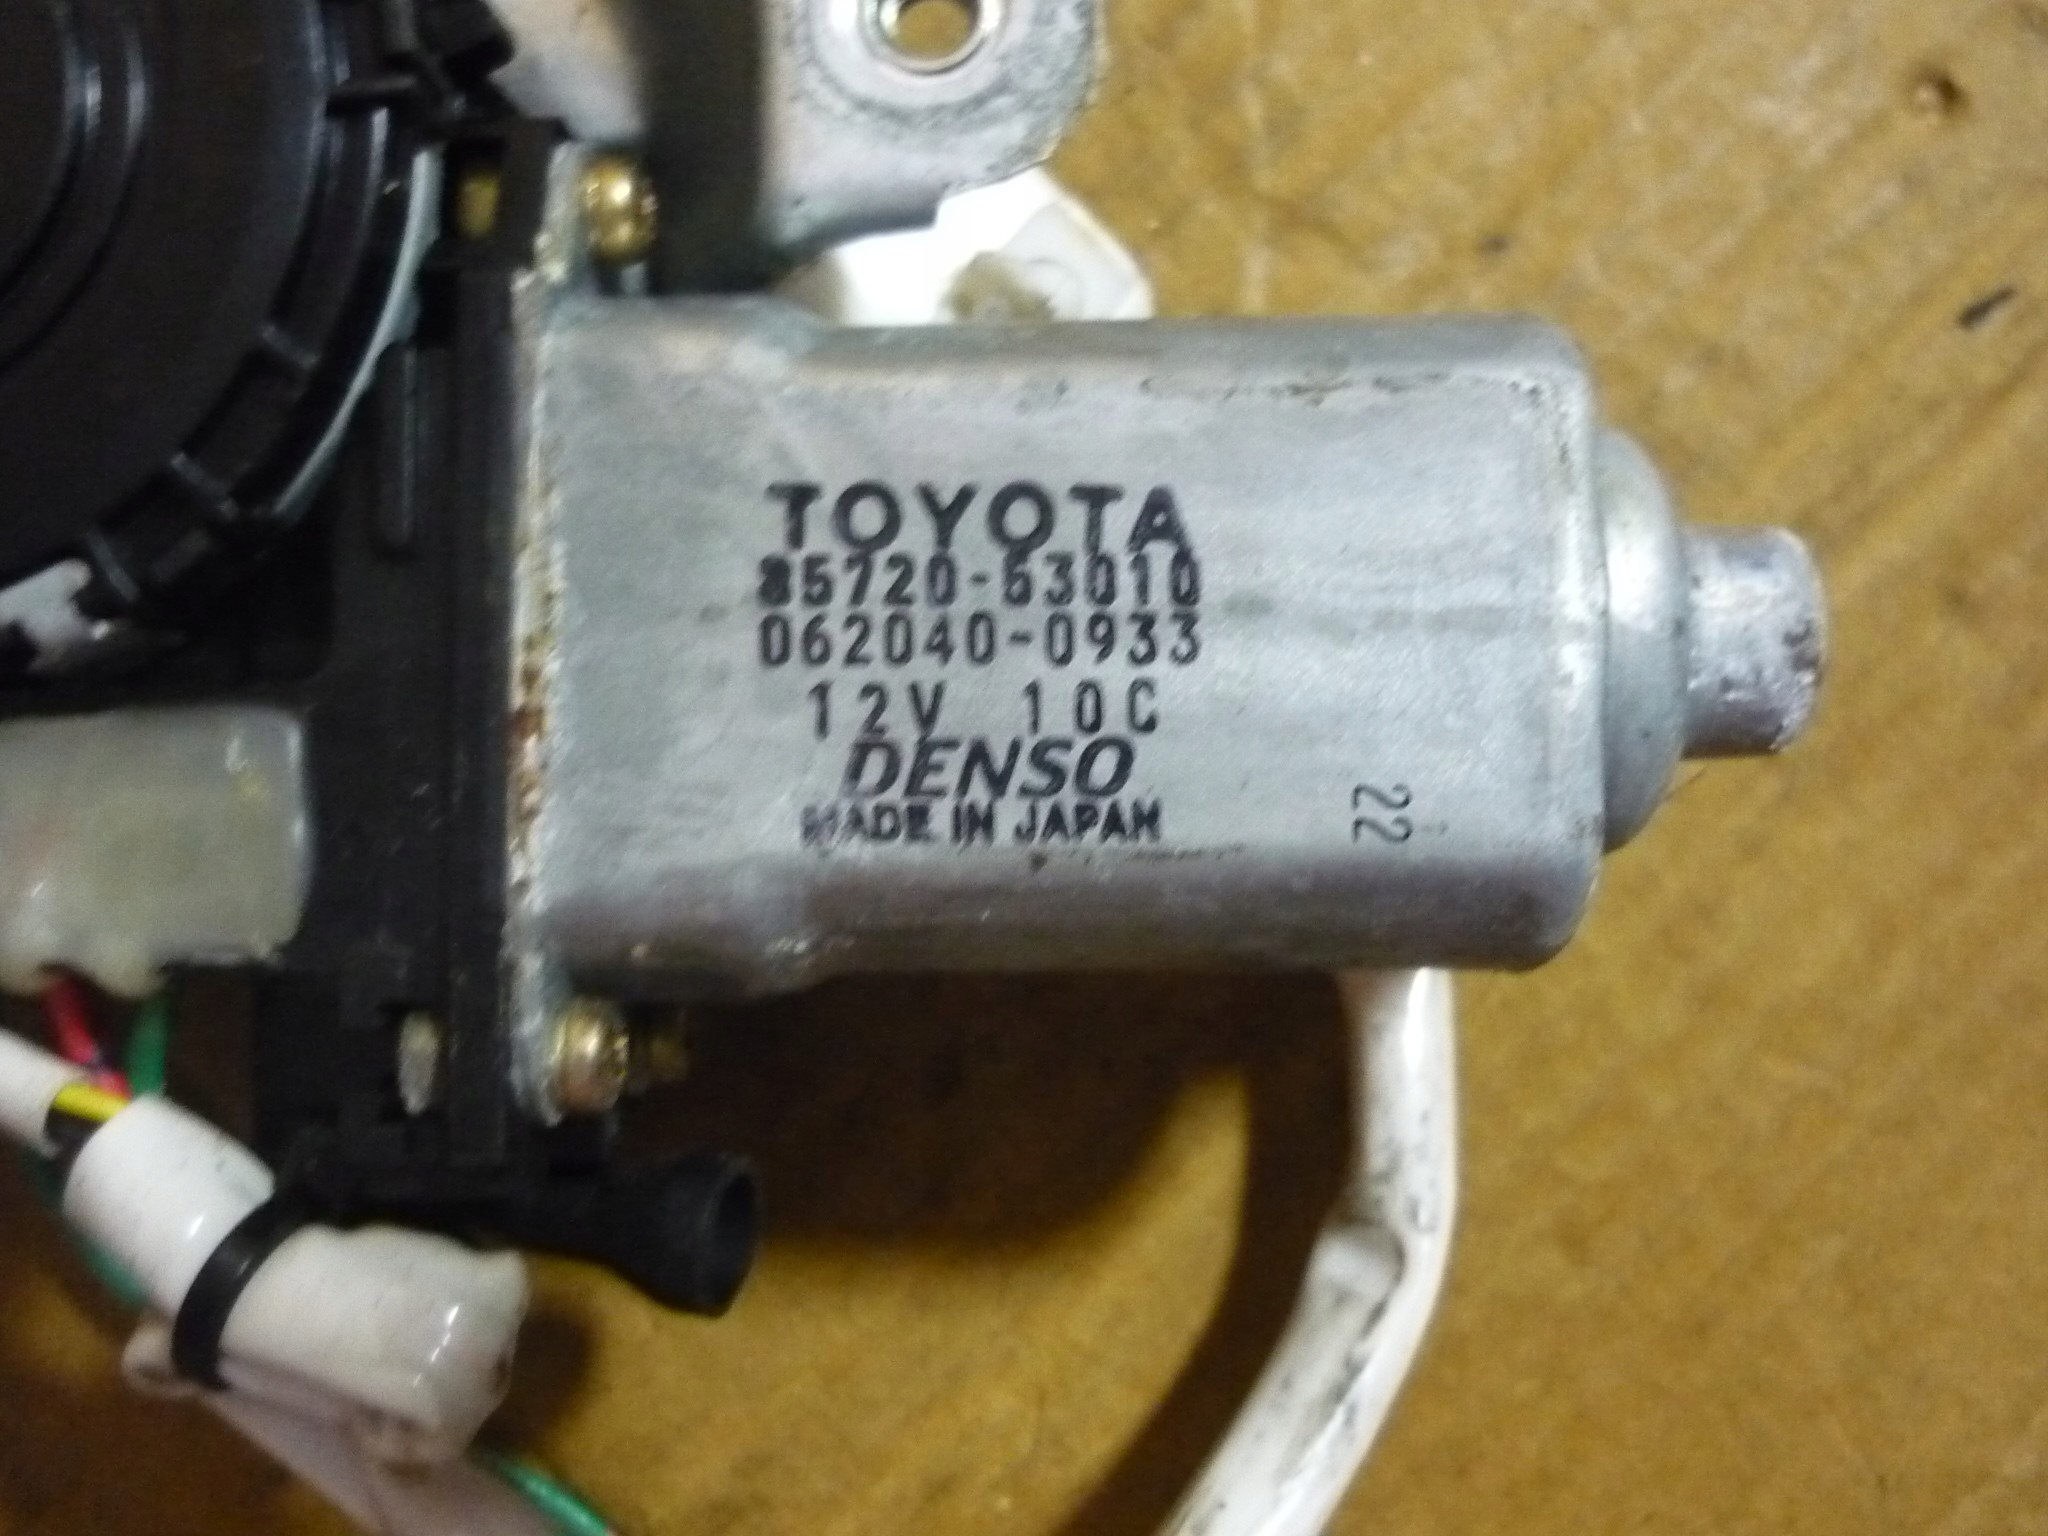 TOYOTA
85720-53010
062040-0933
12V 10C
DENSO
MADE IN JAPAN
22